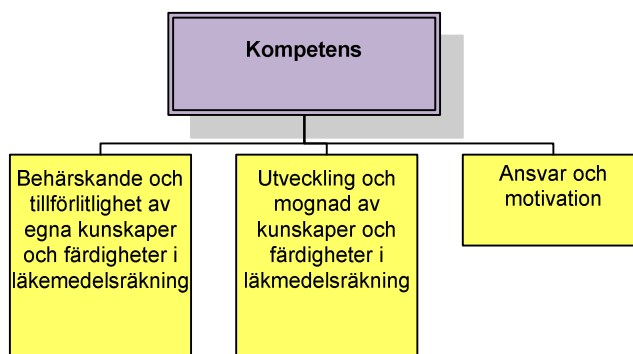 Kompetens
Behärskande och
tillförlitlighet av
egna kunskaper
och färdigheter i
läkemedelsräkning
Utveckling och
mognad av
kunskaper och
färdigheter i
läkmedelsräkning
Ansvar och
motivation